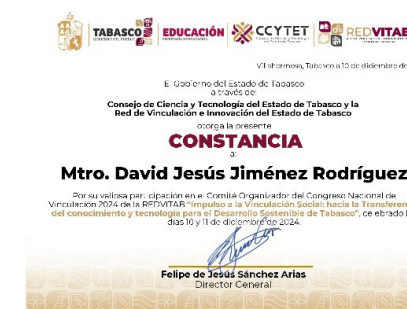 TABASCO EDUCACIÓN CCYTET REDVITAB
Villahermosa, Tabasco a 10 de diciembre de
El Gobierno del Estado de Tabasco
a través del
Consejo de Ciencia y Tecnología del Estado de Tabasco y la
Red de Vinculación e Innovación del Estado de Tabasco
otorga la presente
CONSTANCIA
a:
Mtro. David Jesús Jiménez Rodríguez
Por su valiosa participación en el Comité Organizador del Congreso Nacional de
Vinculación 2024 de la REDVITAB "Impulso a la Vinculación Social: hacia la Transferen
del conocimiento y tecnología para el Desarrollo Sostenible de Tabasco", celebrado l
días 10 y 11 de diciembre de 2024.
Felipe de Jesús Sánchez Arias
Director General